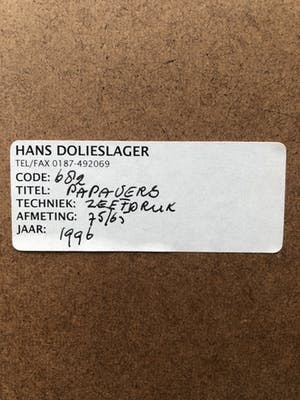 HANS DOLIESLAGER
TEL/FAX 0187-492069
CODE: 682
TITEL: PAPAVERS
TECHNIEK: ZEEFDRUK
AFMETING: 75/65
JAAR: 1996